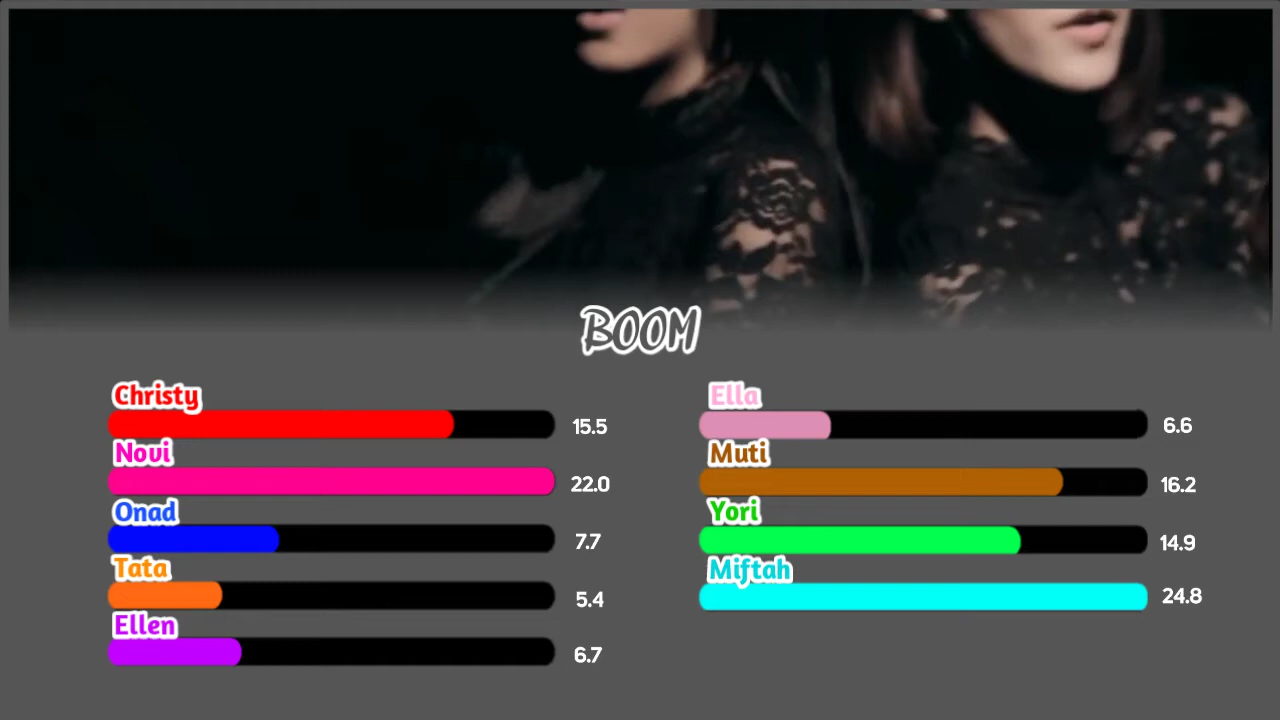 BOOM
Christy
15.5
Novi
22.0
Onad
7.7
Tata
5.4
Ellen
6.7
Ella
6.6
Muti
16.2
Yori
14.9
Miftah
24.8